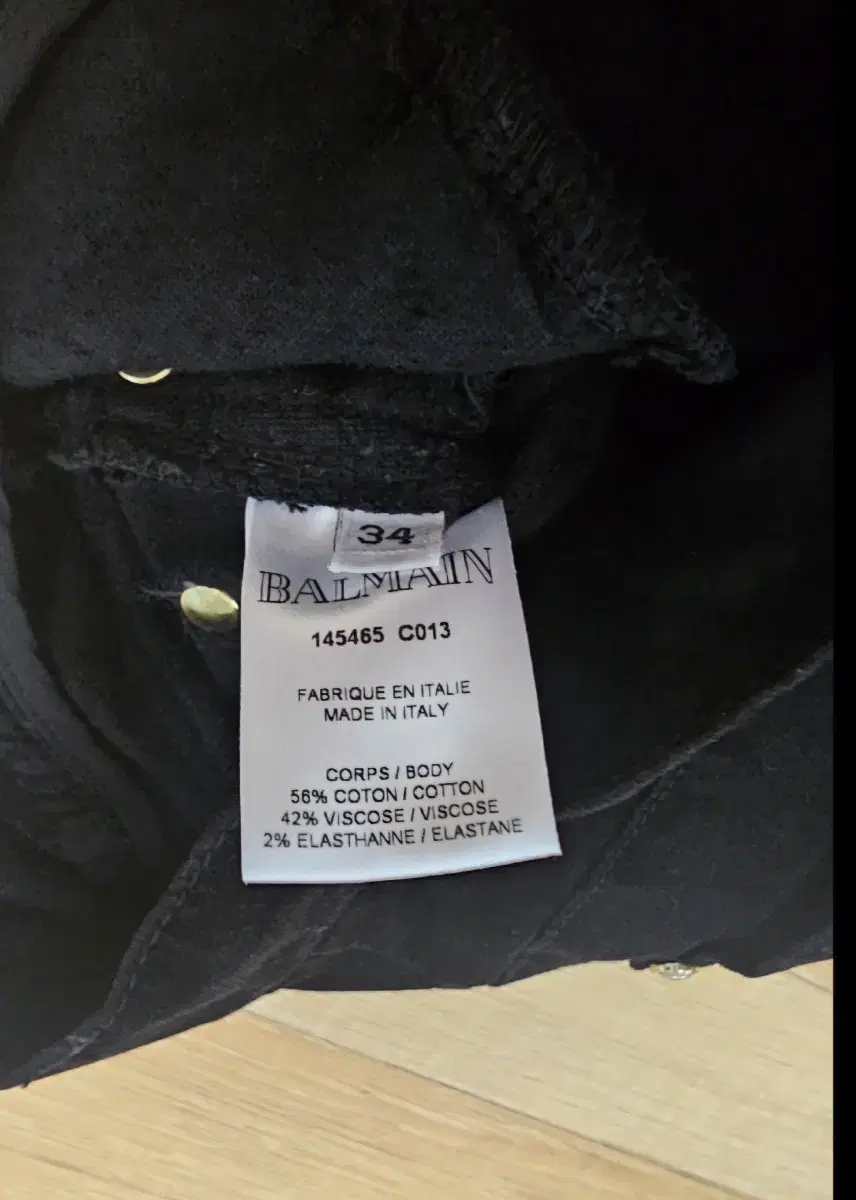 34
BALMAIN
145465 C013
FABRIQUE EN ITALIE
MADE IN ITALY
CORPS / BODY
56% COTON / COTTON
42% VISCOSE / VISCOSE
2% ELASTHANNE / ELASTANE